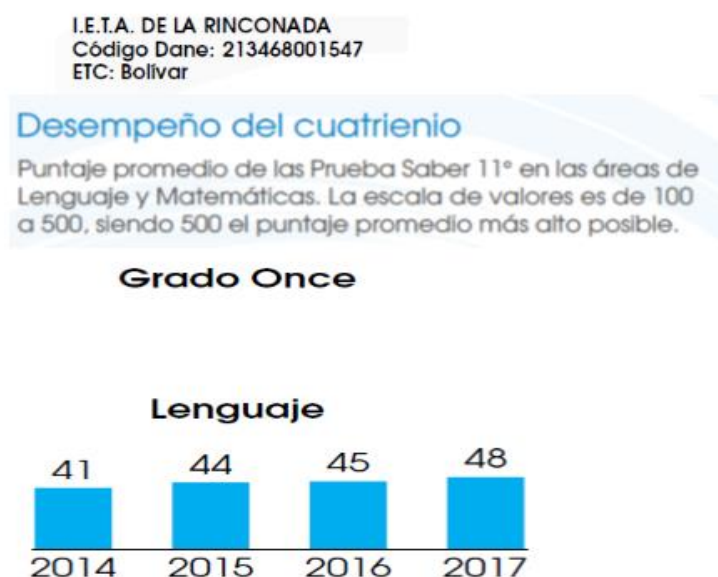 I.E.T.A. DE LA RINCONADA
Código Dane: 213468001547
ETC: Bolívar
Desempeño del cuatrienio
Puntaje promedio de las Prueba Saber 11° en las áreas de
Lenguaje y Matemáticas. La escala de valores es de 100
a 500, siendo 500 el puntaje promedio más alto posible.
Grado Once
Lenguaje
41 44 45 48
2014 2015 2016 2017